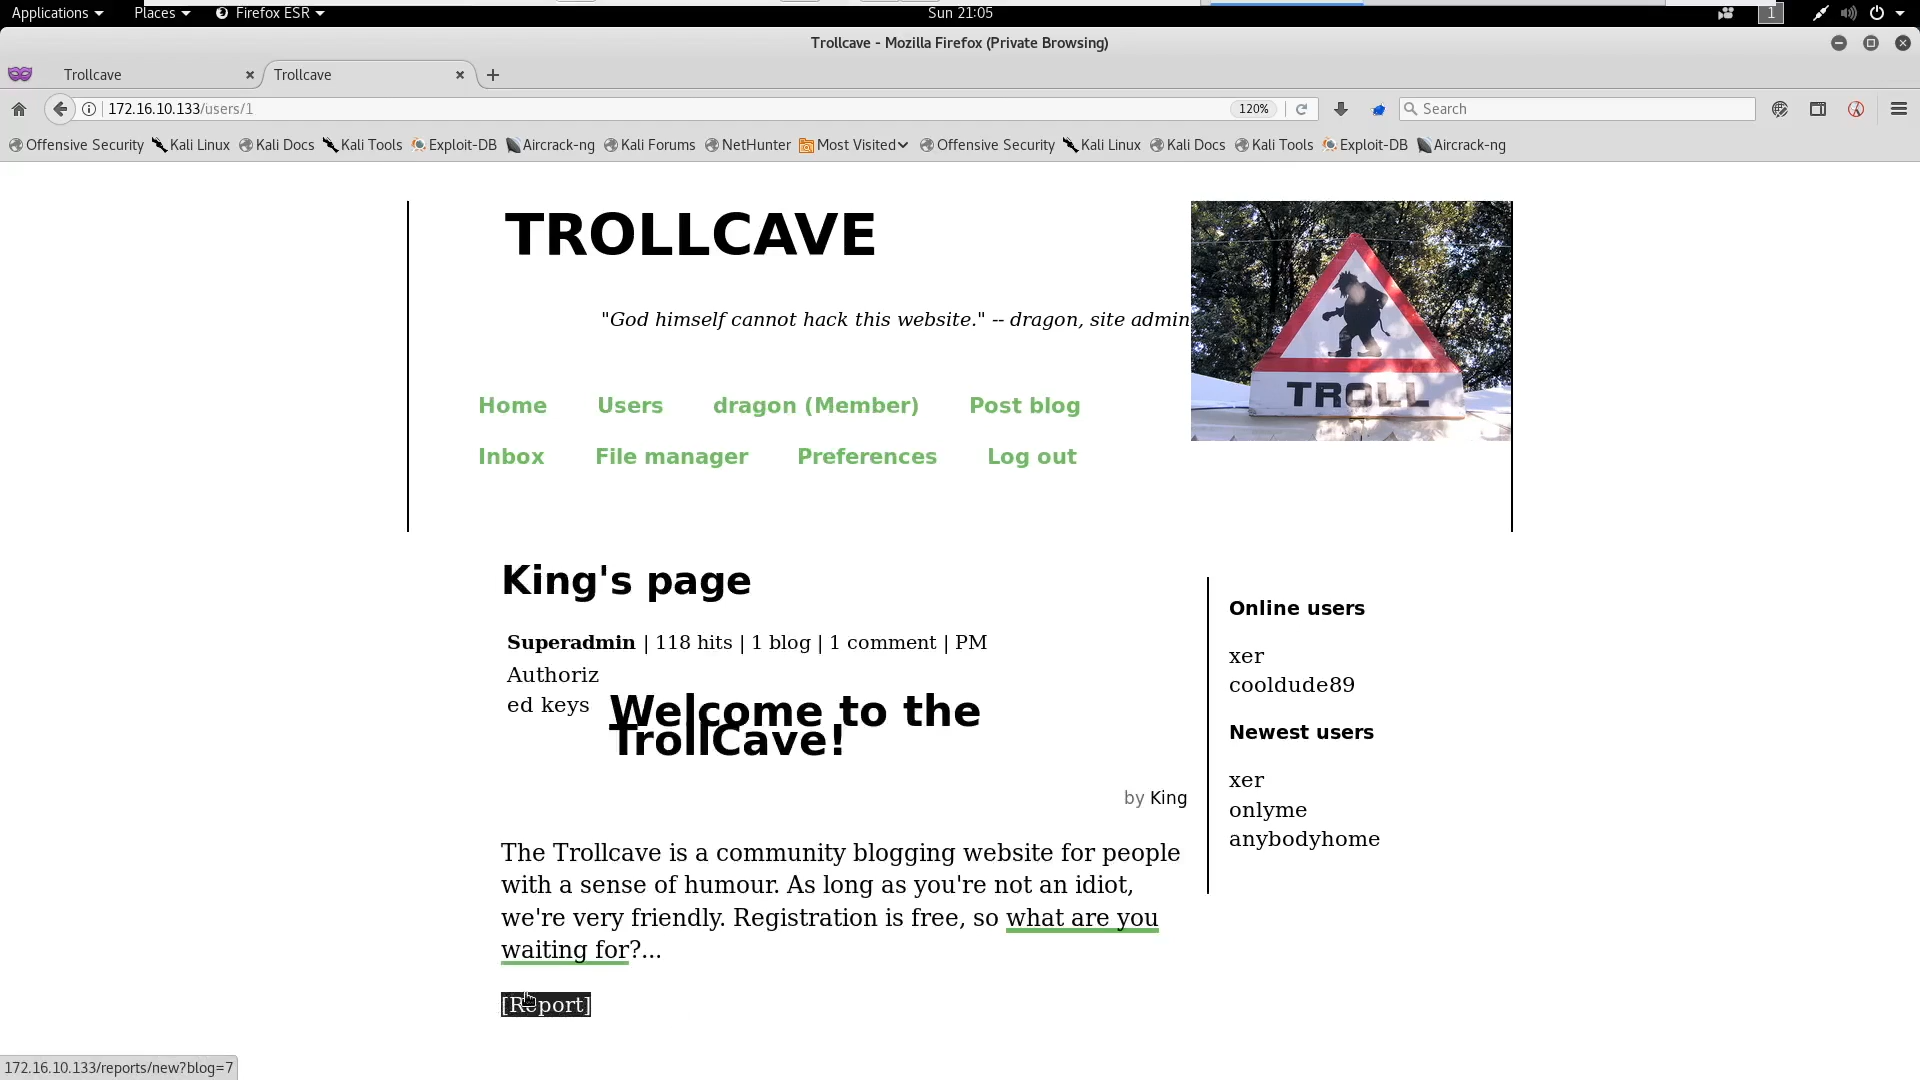 Applications Places Firefox ESR Sun 21:05 1
Trollcave - Mozilla Firefox (Private Browsing)
Trollcave Trollcave
172.16.10.133/users/1 120% Search
Offensive Security Kali Linux Kali Docs Kali Tools Exploit-DB Aircrack-ng Kali Forums NetHunter Most Visited Offensive Security Kali Linux Kali Docs Kali Tools Exploit-DB Aircrack-ng
TROLLCAVE
"God himself cannot hack this website." -- dragon, site admin
TROLL
Home Users dragon (Member) Post blog
Inbox File manager Preferences Log out
King's page
Superadmin | 118 hits | 1 blog | 1 comment | PM
Authoriz
ed keys
Welcome to the
TrollCave!
by King
The Trollcave is a community blogging website for people
with a sense of humour. As long as you're not an idiot,
we're very friendly. Registration is free, so what are you
waiting for?...
[Report]
Online users
xer
cooldude89
Newest users
xer
onlyme
anybodyhome
172.16.10.133/reports/new?blog=7